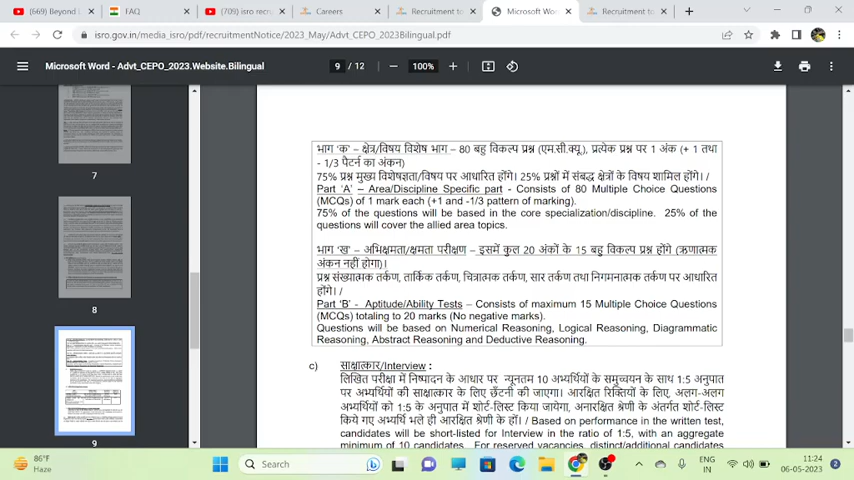 (669) Beyond
FAQ
(709) isro recru
Careers
Recruitment to
Microsoft Word
Recruitment to
isro.gov.in/media_isro/pdf/recruitmentNotice/2023_May/Advt_CEPO_2023Bilingual.pdf
Microsoft Word - Advt_CEPO_2023.Website.Bilingual
9 / 12
100%
7
8
9
भाग 'क' – क्षेत्र/विषय विशेष भाग – 80 बहु विकल्प प्रश्न (एम.सी.क्यू.), प्रत्येक प्रश्न पर 1 अंक (+ 1 तथा
- 1/3 पैटर्न का अंकन)
75% प्रश्न मुख्य विशेषज्ञता/विषय पर आधारित होंगे। 25% प्रश्नों में संबद्ध क्षेत्रों के विषय शामिल होंगे। /
Part 'A' – Area/Discipline Specific part - Consists of 80 Multiple Choice Questions
(MCQs) of 1 mark each (+1 and -1/3 pattern of marking).
75% of the questions will be based in the core specialization/discipline. 25% of the
questions will cover the allied area topics.
भाग 'ख' – अभिक्षमता/क्षमता परीक्षण – इसमें कुल 20 अंकों के 15 बहु विकल्प प्रश्न होंगे (ऋणात्मक
अंकन नहीं होगा)।
प्रश्न संख्यात्मक तर्कण, तार्किक तर्कण, चित्रात्मक तर्कण, सार तर्कण तथा निगमनात्मक तर्कण पर आधारित
होंगे। /
Part 'B' - Aptitude/Ability Tests – Consists of maximum 15 Multiple Choice Questions
(MCQs) totaling to 20 marks (No negative marks).
Questions will be based on Numerical Reasoning, Logical Reasoning, Diagrammatic
Reasoning, Abstract Reasoning and Deductive Reasoning.
c) साक्षात्कार/Interview :
लिखित परीक्षा में निष्पादन के आधार पर न्यूनतम 10 अभ्यर्थियों के समुच्चयन के साथ 1:5 अनुपात
पर अभ्यर्थियों की साक्षात्कार के लिए छँटनी की जाएगा। आरक्षित रिक्तियों के लिए, अलग-अलग
अभ्यर्थियों को 1:5 के अनुपात में शोर्ट-लिस्ट किया जायेगा, अनारक्षित श्रेणी के अंतर्गत शोर्ट-लिस्ट
किये गए अभ्यर्थी भले ही आरक्षित श्रेणी के हों। / Based on performance in the written test,
candidates will be short-listed for Interview in the ratio of 1:5, with an aggregate
minimum of 10 candidates. For reserved vacancies, distinct/additional candidates
86°F
Haze
Search
ENG
IN
11:24
06-05-2023
2